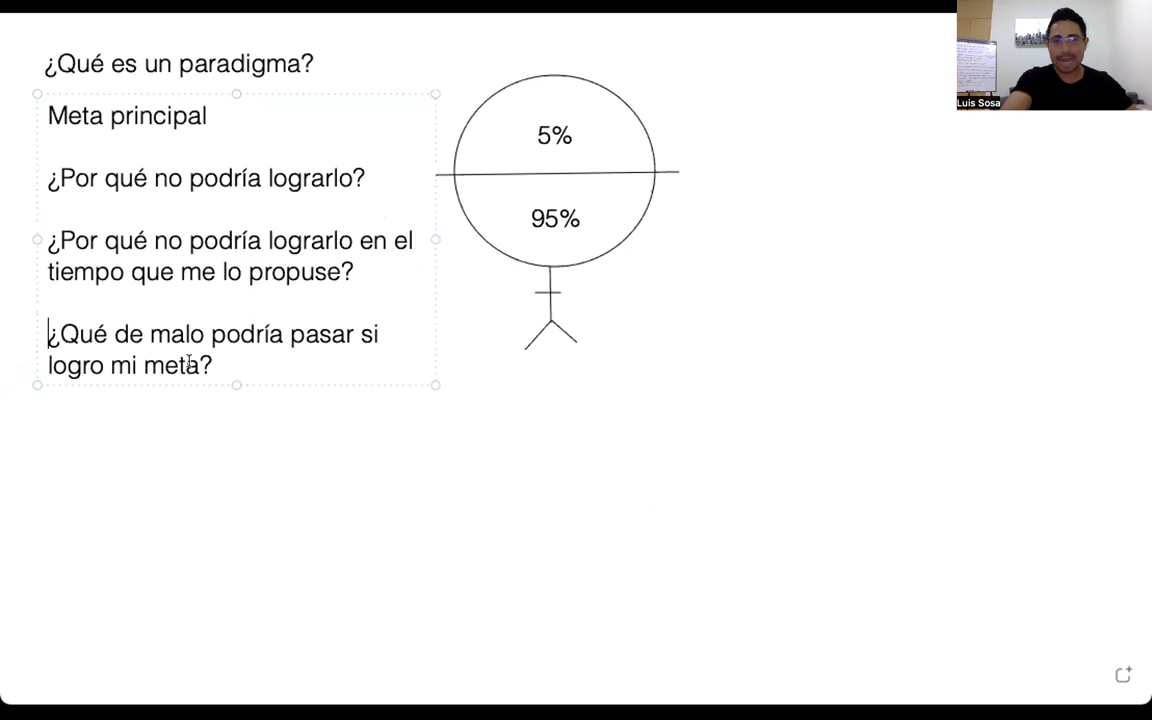 ¿Qué es un paradigma?
Meta principal
¿Por qué no podría lograrlo?
¿Por qué no podría lograrlo en el
tiempo que me lo propuse?
¿Qué de malo podría pasar si
logro mi meta?
5%
95%
Luis Sosa